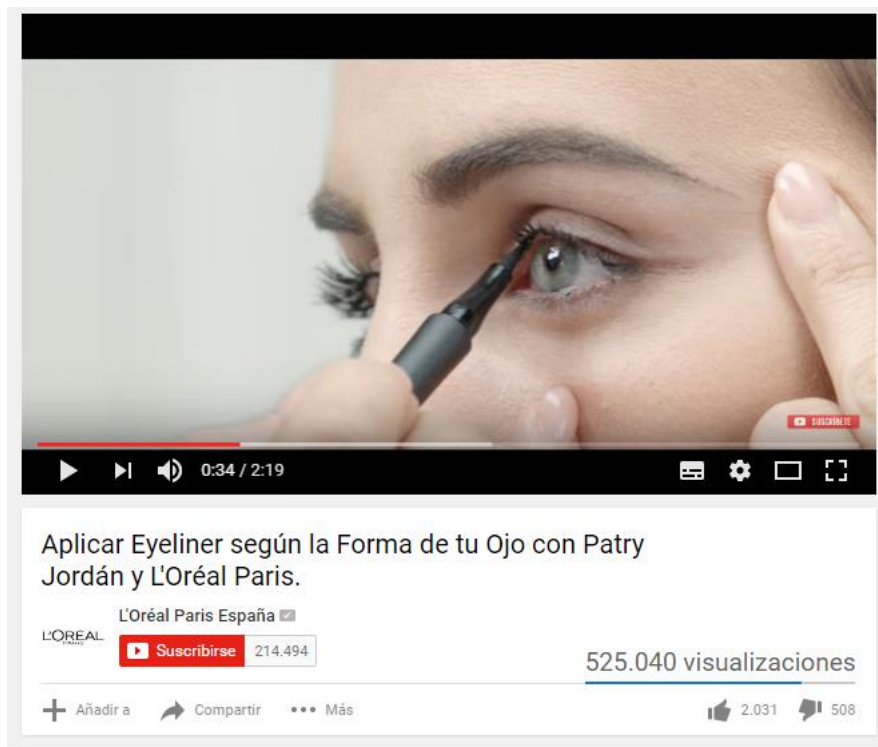 SUSCRÍBETE
0:34 / 2:19
Aplicar Eyeliner según la Forma de tu Ojo con Patry
Jordán y L'Oréal Paris.
L'Oréal Paris España
L'ORÉAL
PARIS
Suscribirse 214.494
525.040 visualizaciones
Añadir a Compartir Más 2.031 508